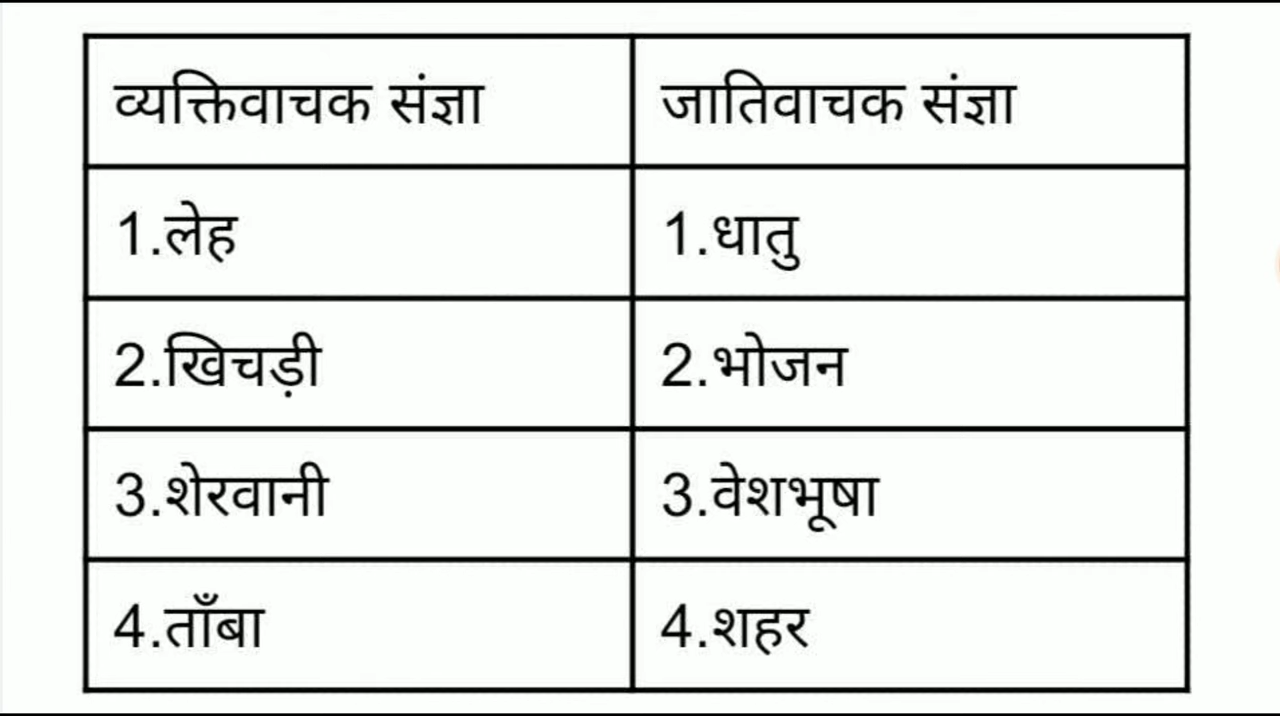 व्यक्तिवाचक संज्ञा जातिवाचक संज्ञा
1.लेह 1.धातु
2.खिचड़ी 2.भोजन
3.शेरवानी 3.वेशभूषा
4.ताँबा 4.शहर